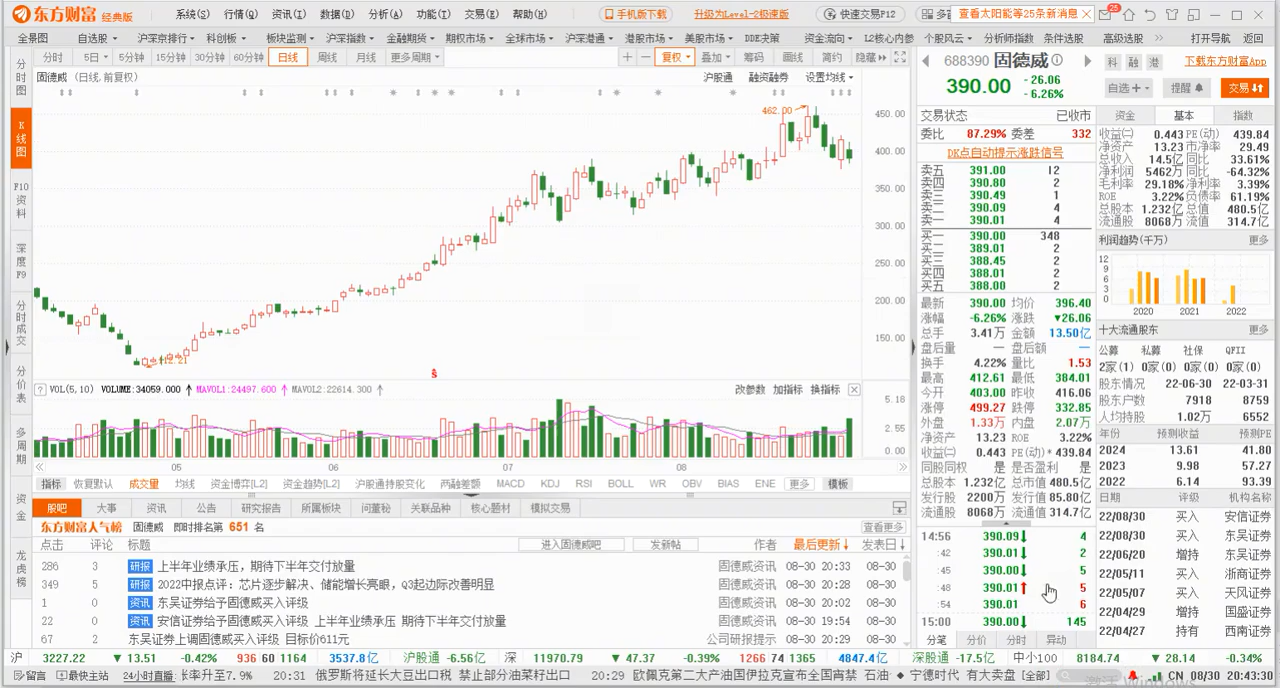 东方财富 经典版 系统(S) 行情(Q) 资讯(I) 数据(D) 分析(A) 功能(T) 交易(E) 帮助(H) 手机版下载 升级为Level-2极速版 快速交易F12 查看太阳能等25条新消息 25
全景图 自选股 沪深京排行 科创板 板块监测 沪深指数 金融期货 期权市场 全球市场 沪深港通 港股市场 美股市场 DDE决策 资金流向 L2核心内参 个股风云 分析师指数 条件选股 高级选股 打开导航 返回
分时 5日 5分钟 15分钟 30分钟 60分钟 日线 周线 月线 更多周期 复权 叠加 筹码 画线 简约 隐藏
固德威 (日线.前复权) 沪股通 融资融券 设置均线
分时图
K线图
F10资料
深度F9
分时成交
分价表
多周期
资金
龙虎榜
462.00
450.00
400.00
350.00
300.00
250.00
200.00
150.00
VOL(5,10) VOLUME:34059.000 MAVOL1:24497.600 MAVOL2:22614.300 改参数 加指标 换指标
5.18
2.55
0.00
05 06 07 08
指标 恢复默认 成交量 均线 资金博弈[L2] 资金趋势[L2] 沪股通持股变化 两融差额 MACD KDJ RSI BOLL WR OBV BIAS ENE 更多 模板
股吧 大事 资讯 公告 研究报告 所属板块 问董秘 关联品种 核心题材 模拟交易
东方财富人气榜 固德威 即时排名第 651 名 查看更多
点击 评论 标题 进入固德威吧 发新帖 作者 最后更新↓ 发表日↓
286 3 研报 上半年业绩承压，期待下半年交付放量 固德威资讯 08-30 20:33 08-30
349 5 研报 2022中报点评：芯片逐步解决、储能增长亮眼，Q3起边际改善明显 固德威资讯 08-30 20:03 08-30
1 0 资讯 东吴证券给予固德威买入评级 固德威资讯 08-30 20:02 08-30
22 0 资讯 安信证券给予固德威买入评级 上半年业绩承压 期待下半年交付放量 固德威资讯 08-30 19:54 08-30
67 2 东吴证券上调固德威买入评级 目标价611元 公司研报提示 08-30 20:29 08-30
688390 固德威
390.00 -26.06 -6.26%
科 融 港 下载东方财富App
自选 提醒 交易
交易状态 已收市
委比 87.29% 委差 332
DK点自动提示涨跌信号
卖五 391.00 12
卖四 390.80 2
卖三 390.49 1
卖二 390.09 4
卖一 390.01 4
买一 390.00 348
买二 389.01 2
买三 388.45 2
买四 388.01 2
买五 388.00 2
最新 390.00 均价 396.40
涨幅 -6.26% 涨跌 ▼26.06
总手 3.41万 金额 13.50亿
盘后量 — 盘后额 —
换手 4.22% 量比 1.53
最高 412.61 最低 384.01
今开 403.00 昨收 416.06
涨停 499.27 跌停 332.85
外盘 1.33万 内盘 2.07万
净资产 13.23 ROE 3.22%
收益㈡ 0.443 PE(动) 439.84
同股同权 是 是否盈利 是
总股本 1.232亿 总市值 480.5亿
发行股 2200万 发行值 85.80亿
流通股 8068万 流通值 314.7亿
14:56 390.09↓ 4
:42 390.01↓ 2
:45 390.00↓ 5
:48 390.01↑ 5
:54 390.01 6
15:00 390.00↓ 145
分笔 分价 分时 异动
资金 基本 指数
收益㈡ 0.443 PE(动) 439.84
净资产 13.23 市净率 29.49
总收入 14.5亿 同比 33.61%
净利润 5462万 同比 -64.32%
毛利率 29.18% 净利率 3.39%
ROE 3.22% 负债率 61.19%
总股本 1.232亿 总值 480.5亿
流通股 8068万 流值 314.7亿
利润趋势(千万) 更多
12
9
6
3
0
2020 2021 2022
十大流通股东 更多
公募 私募 社保 QFII
2家(1) 0家(0) 0家(0) 0家(0)
股东情况 22-06-30 22-03-31
股东户数 7918 8759
人均持股 1.02万 6212
年份 预测收益 预测PE
2024 13.61 41.80
2023 9.98 57.27
2022 6.14 93.39
日期 评级 机构名称
22/08/30 买入 安信证券
22/08/30 买入 东吴证券
22/06/20 增持 东吴证券
22/05/11 买入 浙商证券
22/05/07 买入 天风证券
22/04/29 增持 国盛证券
22/04/27 持有 西南证券
沪 3227.22 ▼13.51 -0.42% 936 60 1164 3537.8亿 沪股通 -6.56亿 深 11970.79 ▼47.37 -0.39% 1266 74 1365 4847.4亿 深股通 -17.5亿 中小100 8184.74 ▼28.14 -0.34%
留言 最快主站 24小时直播 长率升至7.9% 20:31 俄罗斯将延长大豆出口税 禁止部分油菜籽出口 20:29 欧佩克第二大产油国伊拉克宣布全国宵禁 石油 ◆ 宁德时代 有大卖盘 [全部] CN 08/30 20:43:30